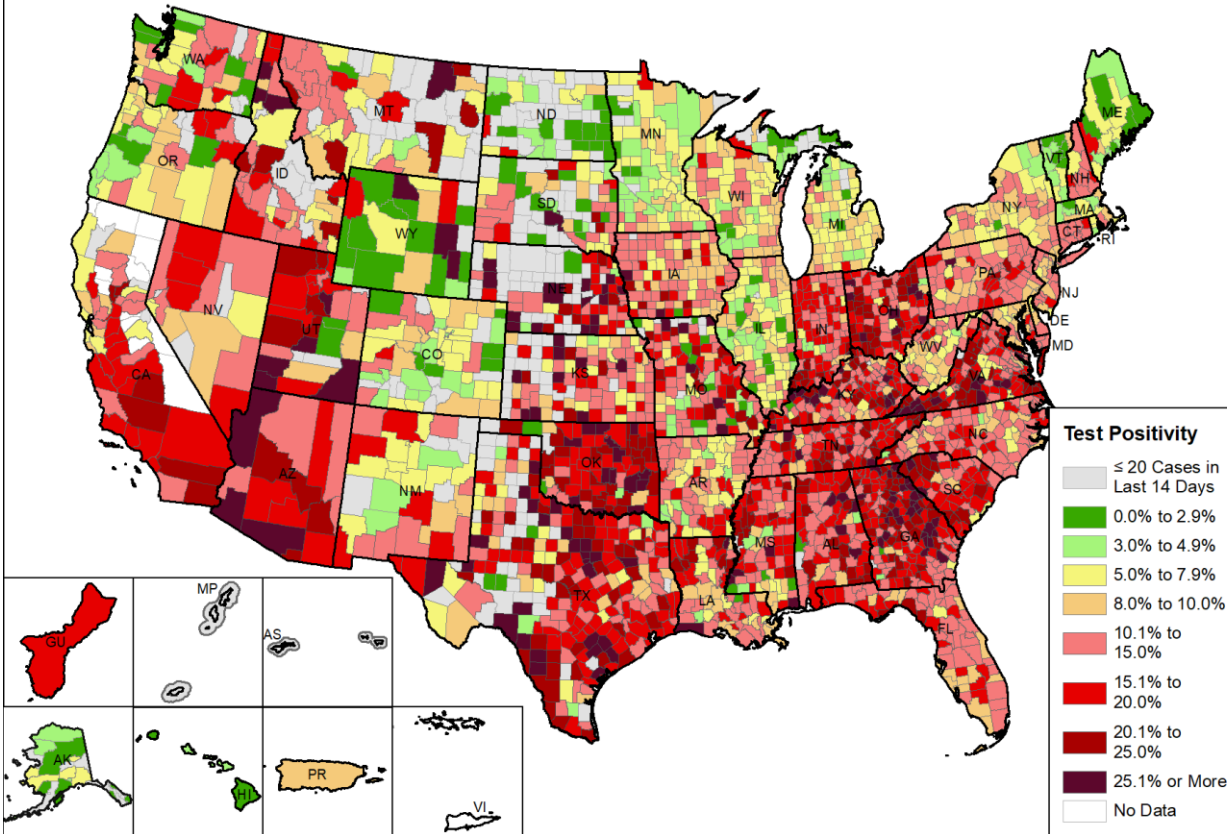 WA
MT
ND
MN
ME
OR
ID
SD
WI
VT
NH
NY
MA
WY
MI
CT
RI
IA
PA
NE
NV
NJ
UT
IL
IN
OH
DE
CO
WV
MD
CA
KS
MO
VA
KY
OK
TN
NC
AZ
NM
AR
SC
MS
AL
GA
TX
LA
FL
MP
AS
GU
AK
HI
PR
VI
Test Positivity
≤ 20 Cases in
Last 14 Days
0.0% to 2.9%
3.0% to 4.9%
5.0% to 7.9%
8.0% to 10.0%
10.1% to
15.0%
15.1% to
20.0%
20.1% to
25.0%
25.1% or More
No Data